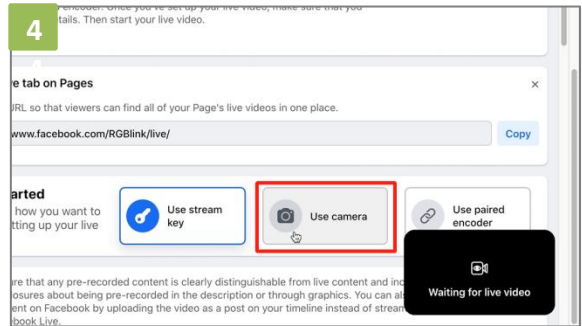 4
encoder. Once you've set up your live video, make sure that you
etails. Then start your live video.
e tab on Pages
URL so that viewers can find all of your Page's live videos in one place.
www.facebook.com/RGBlink/live/
Copy
arted
how you want to
tting up your live
Use stream
key
Use camera
Use paired
encoder
re that any pre-recorded content is clearly distinguishable from live content and inc
osures about being pre-recorded in the description or through graphics. You can al
ent on Facebook by uploading the video as a post on your timeline instead of stream
ebook Live.
Waiting for live video